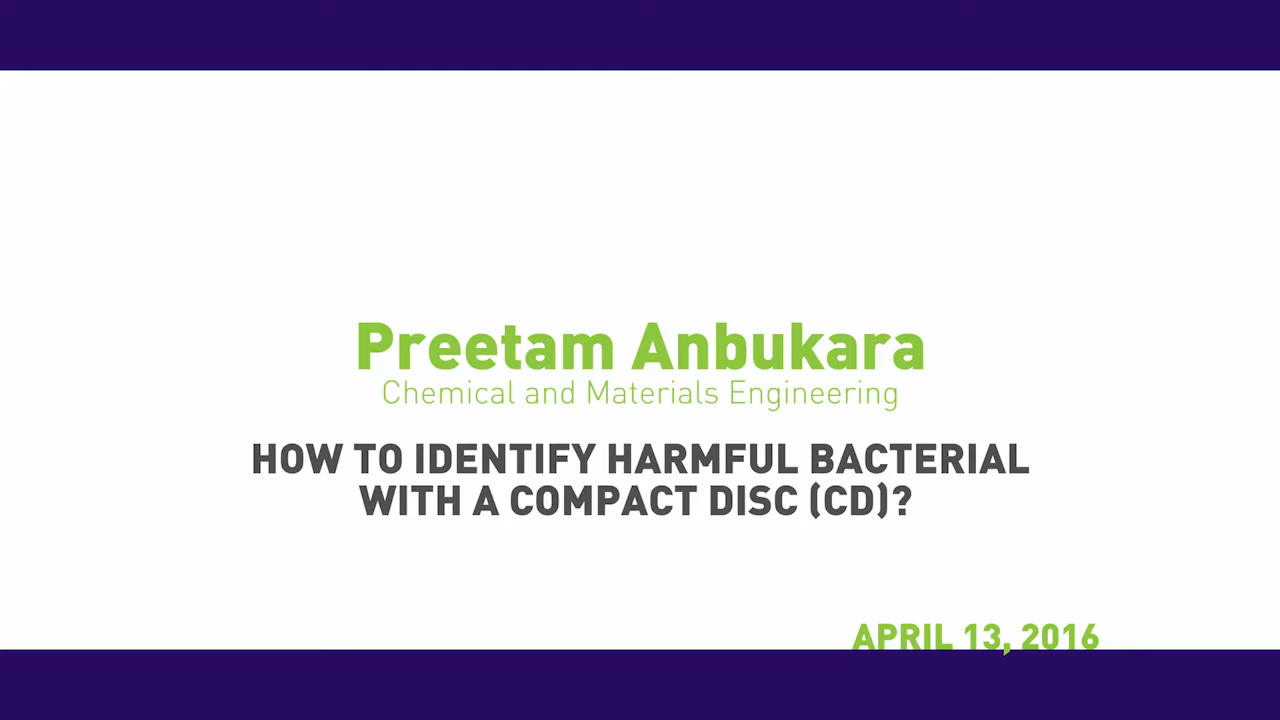 Preetam Anbukara
Chemical and Materials Engineering
HOW TO IDENTIFY HARMFUL BACTERIAL
WITH A COMPACT DISC (CD)?
APRIL 13, 2016